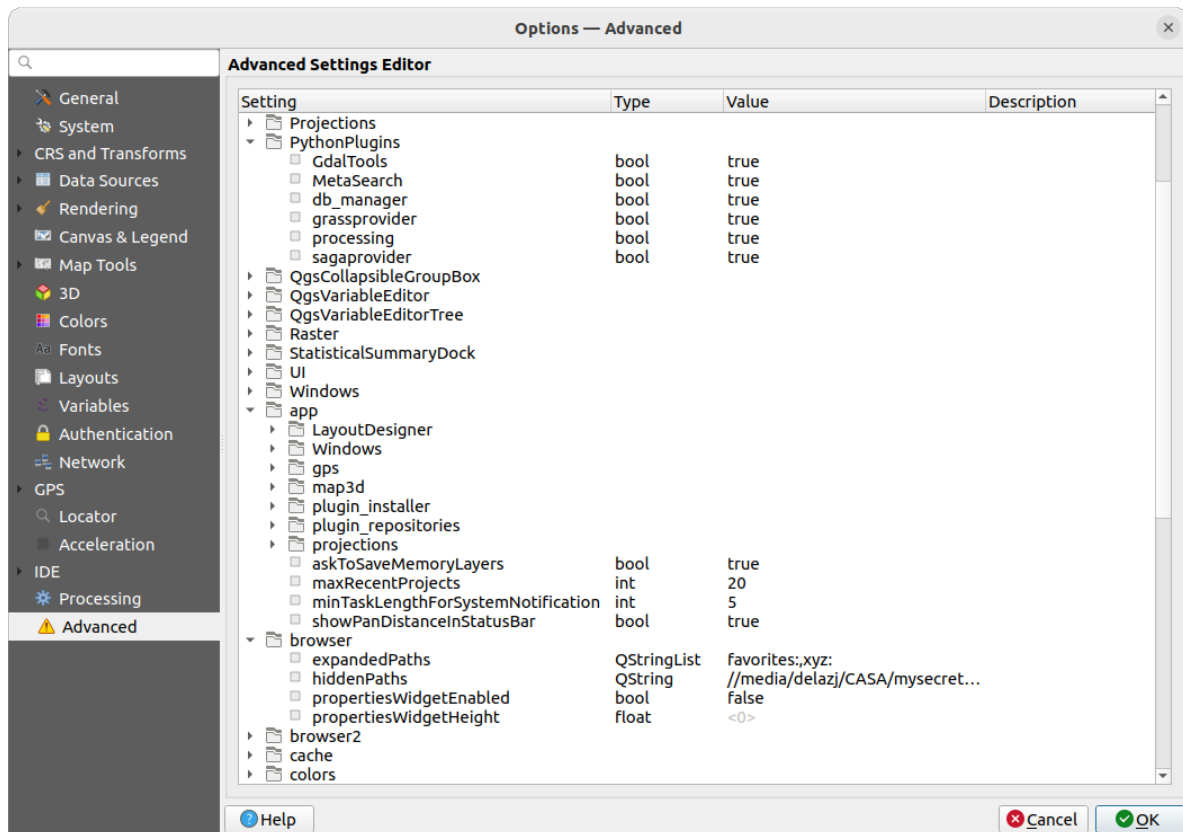 Options — Advanced
Advanced Settings Editor
General
System
CRS and Transforms
Data Sources
Rendering
Canvas & Legend
Map Tools
3D
Colors
Aa Fonts
Layouts
Variables
Authentication
Network
GPS
Locator
Acceleration
IDE
Processing
Advanced
Setting Type Value Description
Projections
PythonPlugins
GdalTools bool true
MetaSearch bool true
db_manager bool true
grassprovider bool true
processing bool true
sagaprovider bool true
QgsCollapsibleGroupBox
QgsVariableEditor
QgsVariableEditorTree
Raster
StatisticalSummaryDock
UI
Windows
app
LayoutDesigner
Windows
gps
map3d
plugin_installer
plugin_repositories
projections
askToSaveMemoryLayers bool true
maxRecentProjects int 20
minTaskLengthForSystemNotification int 5
showPanDistanceInStatusBar bool true
browser
expandedPaths QStringList favorites:,xyz:
hiddenPaths QString //media/delazj/CASA/mysecret...
propertiesWidgetEnabled bool false
propertiesWidgetHeight float <0>
browser2
cache
colors
Help Cancel OK